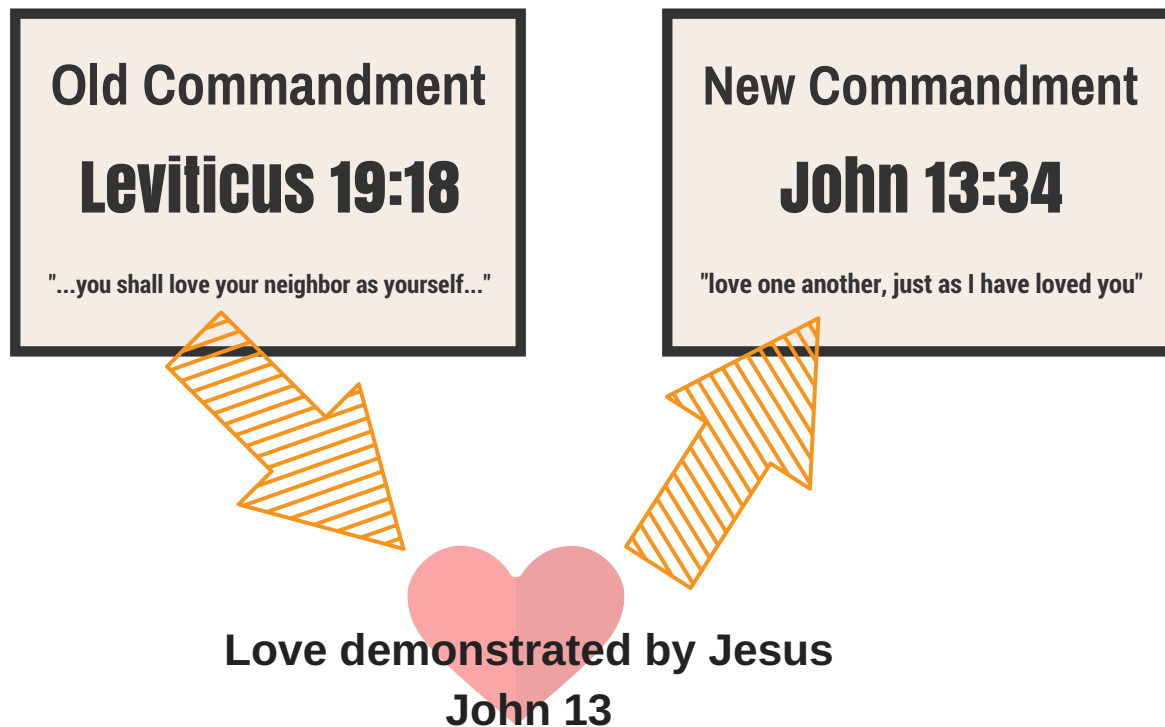 Old Commandment
Leviticus 19:18
"...you shall love your neighbor as yourself..."
New Commandment
John 13:34
"love one another, just as I have loved you"
Love demonstrated by Jesus
John 13